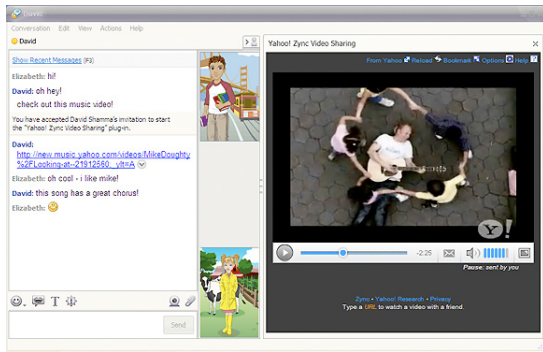 Conversation Edit View Actions Help
David
Show Recent Messages (F3)
Elizabeth: hi!
David: oh hey!
check out this music video!
You have accepted David Shamma's invitation to start
the "Yahoo! Zync Video Sharing" plug-in.
David:
http://new.music.yahoo.com/videos/MikeDoughty
%2FLooking-at--21912560_ylt=A
Elizabeth: oh cool - i like mike!
David: this song has a great chorus!
Elizabeth:
Send
Yahoo! Zync Video Sharing
From Yahoo Reload Bookmark Options Help
Y!
-2:25
Pause: sent by you
Zync • Yahoo! Research • Privacy
Type a URL to watch a video with a friend.